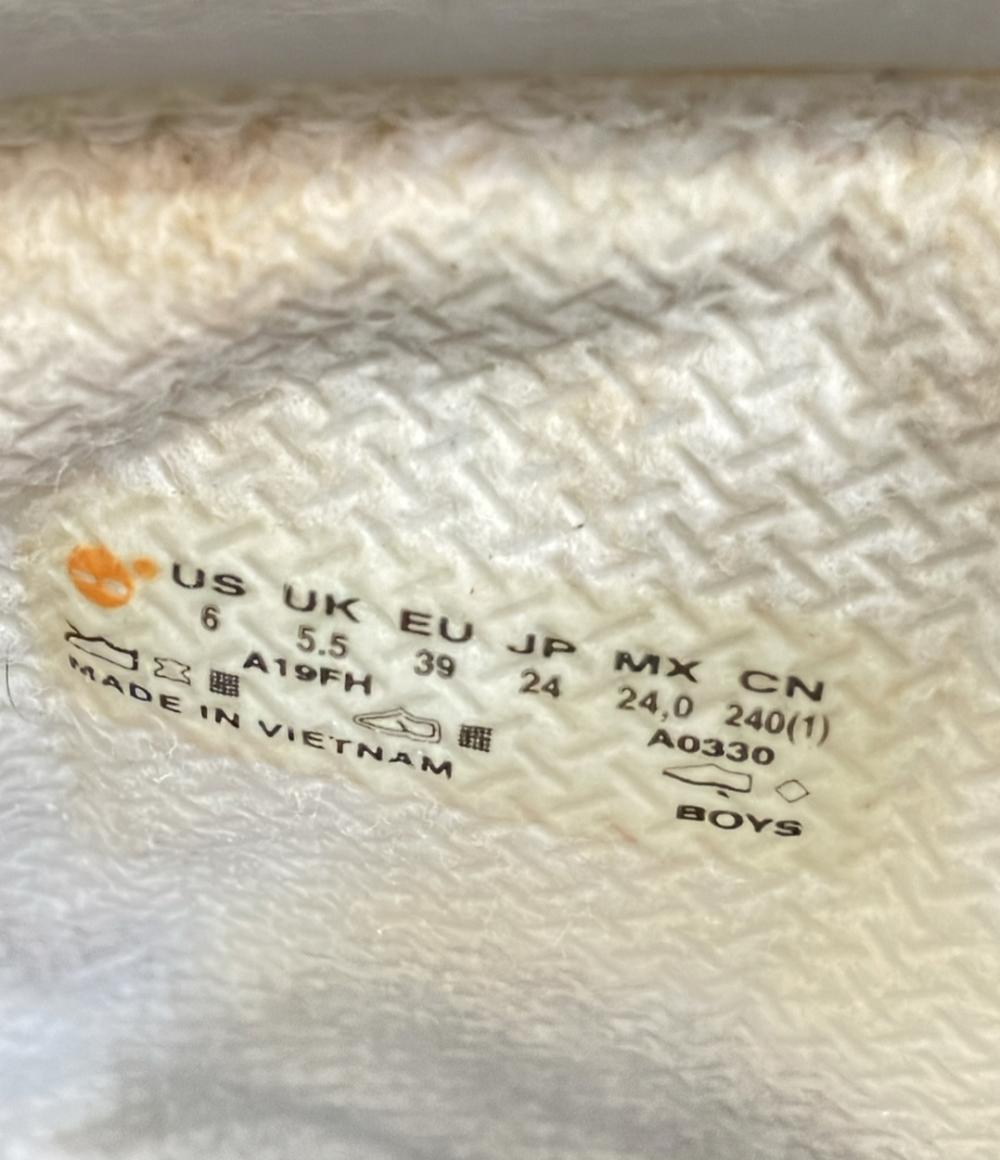 US UK EU JP MX CN
6 5.5 39 24 24,0 240(1)
A19FH A0330
MADE IN VIETNAM BOYS